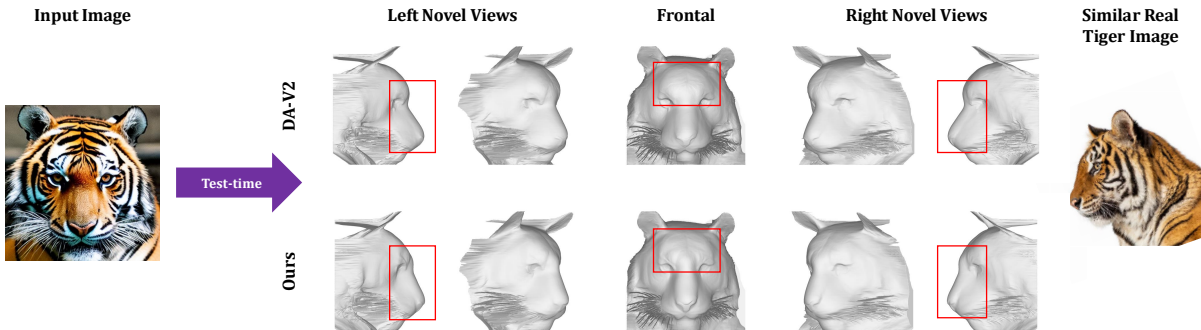 Input Image
Left Novel Views
Frontal
Right Novel Views
Similar Real
Tiger Image
DA-V2
Test-time
Ours